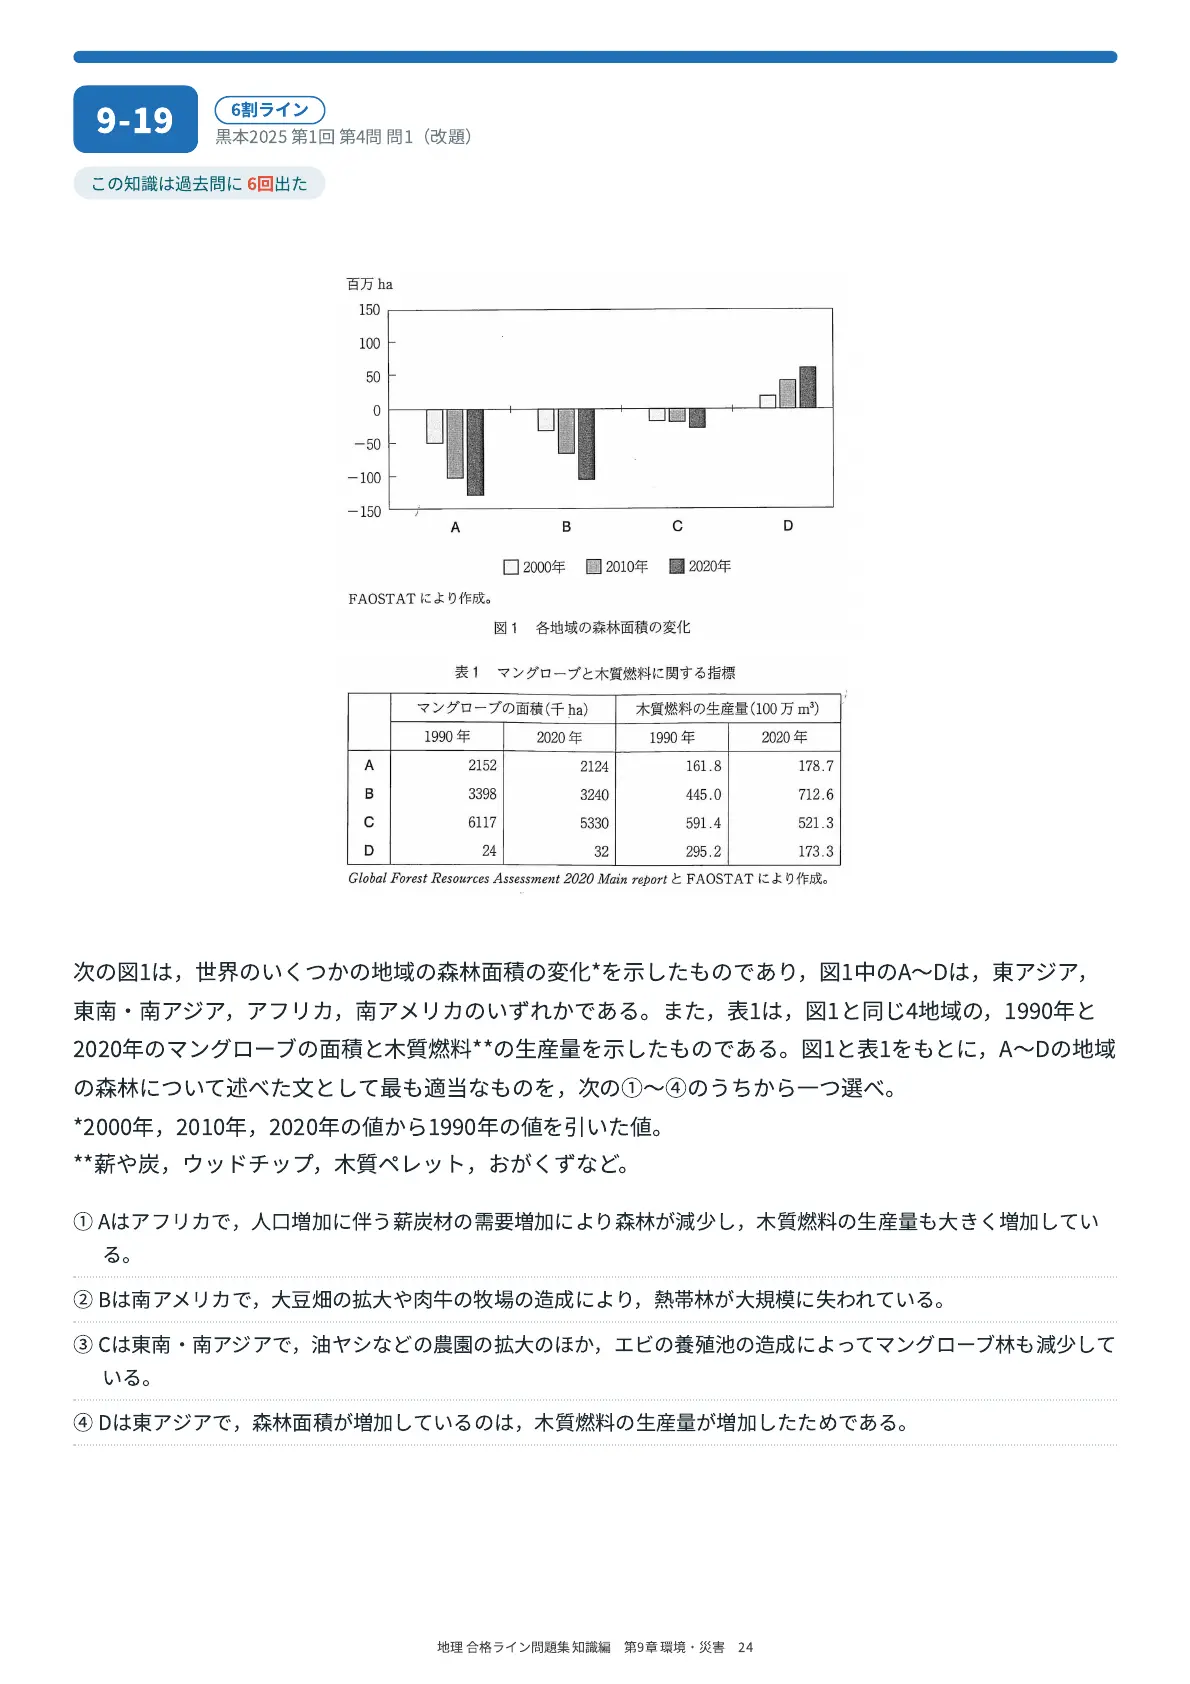 9-19
6割ライン
黒本2025 第1回 第4問 問1（改題）
この知識は過去問に 6回出た
百万 ha
150
100
50
0
−50
−100
−150
A B C D
2000年 2010年 2020年
FAOSTAT により作成。
図1 各地域の森林面積の変化
表1 マングローブと木質燃料に関する指標
マングローブの面積(千 ha) 木質燃料の生産量(100 万 m³)
1990 年 2020 年 1990 年 2020 年
A 2152 2124 161.8 178.7
B 3398 3240 445.0 712.6
C 6117 5330 591.4 521.3
D 24 32 295.2 173.3
Global Forest Resources Assessment 2020 Main report と FAOSTAT により作成。
次の図1は，世界のいくつかの地域の森林面積の変化*を示したものであり，図1中のA〜Dは，東アジア，
東南・南アジア，アフリカ，南アメリカのいずれかである。また，表1は，図1と同じ4地域の，1990年と
2020年のマングローブの面積と木質燃料**の生産量を示したものである。図1と表1をもとに，A〜Dの地域
の森林について述べた文として最も適当なものを，次の①〜④のうちから一つ選べ。
*2000年，2010年，2020年の値から1990年の値を引いた値。
**薪や炭，ウッドチップ，木質ペレット，おがくずなど。
① Aはアフリカで，人口増加に伴う薪炭材の需要増加により森林が減少し，木質燃料の生産量も大きく増加してい
る。
② Bは南アメリカで，大豆畑の拡大や肉牛の牧場の造成により，熱帯林が大規模に失われている。
③ Cは東南・南アジアで，油ヤシなどの農園の拡大のほか，エビの養殖池の造成によってマングローブ林も減少して
いる。
④ Dは東アジアで，森林面積が増加しているのは，木質燃料の生産量が増加したためである。
地理 合格ライン問題集 知識編 第9章 環境・災害 24